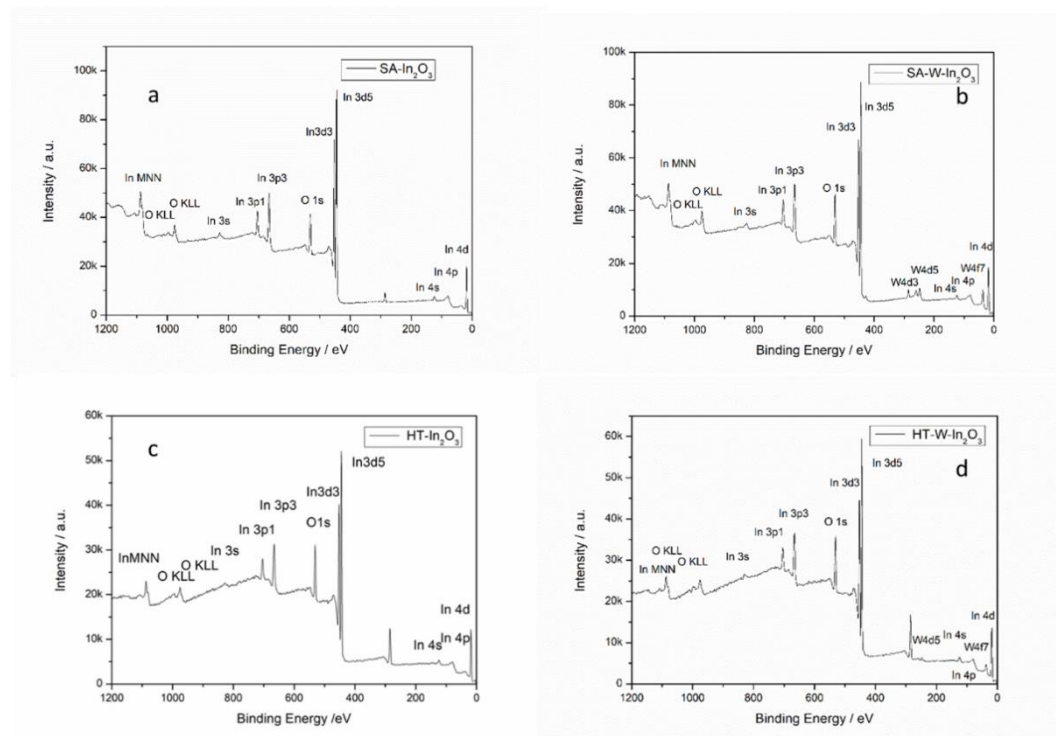 100k
80k
60k
40k
20k
0
1200
1000
800
600
400
200
0
Intensity / a.u.
Binding Energy / eV
SA-In₂O₃
a
In 3d5
In3d3
In MNN
O KLL
O KLL
In 3s
In 3p1
In 3p3
O 1s
In 4d
In 4p
In 4s
100k
80k
60k
40k
20k
0
1200
1000
800
600
400
200
0
Intensity / a.u.
Binding Energy / eV
SA-W-In₂O₃
b
In 3d5
In 3d3
In MNN
O KLL
O KLL
In 3s
In 3p1
In 3p3
O 1s
In 4d
W4d3
W4d5
In 4s
In 4p
W4f7
60k
50k
40k
30k
20k
10k
0
1200
1000
800
600
400
200
0
Intensity / a.u.
Binding Energy /eV
HT-In₂O₃
c
In3d5
In3d3
In 3p3
O1s
In 3p1
In 3s
InMNN
O KLL
O KLL
In 4d
In 4s
In 4p
60k
50k
40k
30k
20k
10k
0
1200
1000
800
600
400
200
0
Intensity / a.u.
Binding Energy / eV
HT-W-In₂O₃
d
In 3d5
In 3d3
In 3p3
O 1s
In 3p1
In 3s
O KLL
In MNN
O KLL
In 4d
In 4s
W4d5
W4f7
In 4p